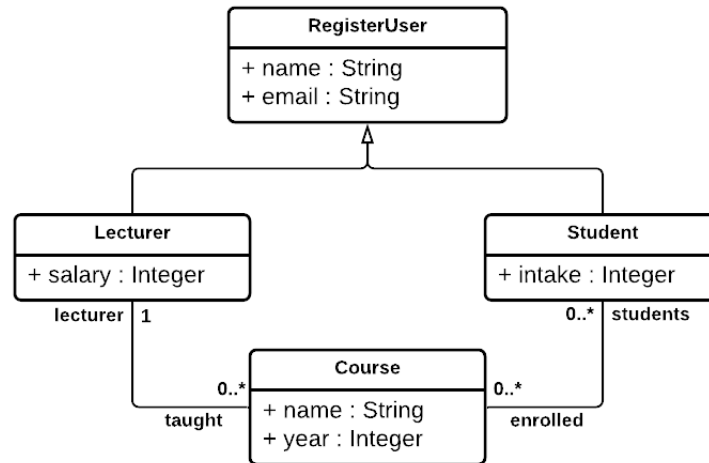 RegisterUser
+ name : String
+ email : String
Lecturer
+ salary : Integer
Student
+ intake : Integer
lecturer 1
0..* students
Course
+ name : String
+ year : Integer
0..*
taught
0..*
enrolled